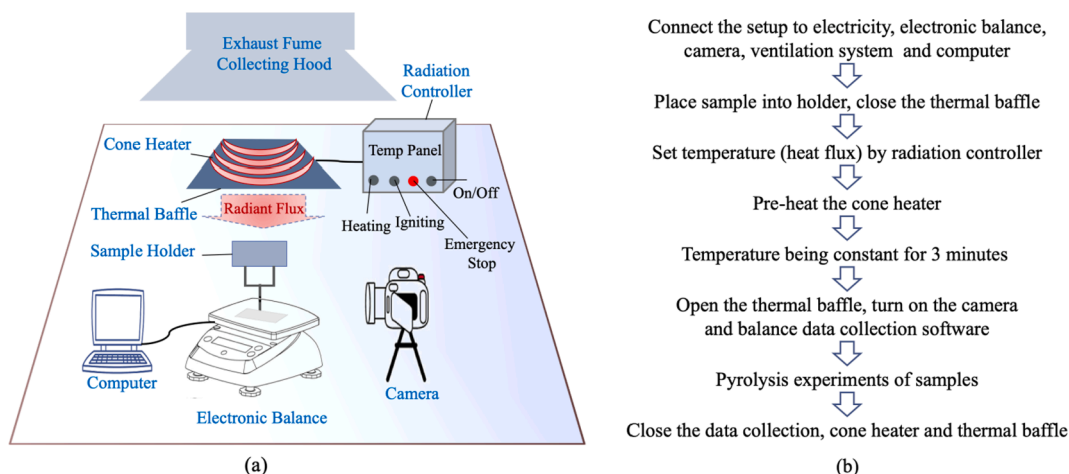 Exhaust Fume
Collecting Hood
Radiation
Controller
Cone Heater
Temp Panel
On/Off
Thermal Baffle
Radiant Flux
Heating
Igniting
Emergency
Stop
Sample Holder
Computer
Camera
Electronic Balance
(a)
Connect the setup to electricity, electronic balance,
camera, ventilation system and computer
Place sample into holder, close the thermal baffle
Set temperature (heat flux) by radiation controller
Pre-heat the cone heater
Temperature being constant for 3 minutes
Open the thermal baffle, turn on the camera
and balance data collection software
Pyrolysis experiments of samples
Close the data collection, cone heater and thermal baffle
(b)